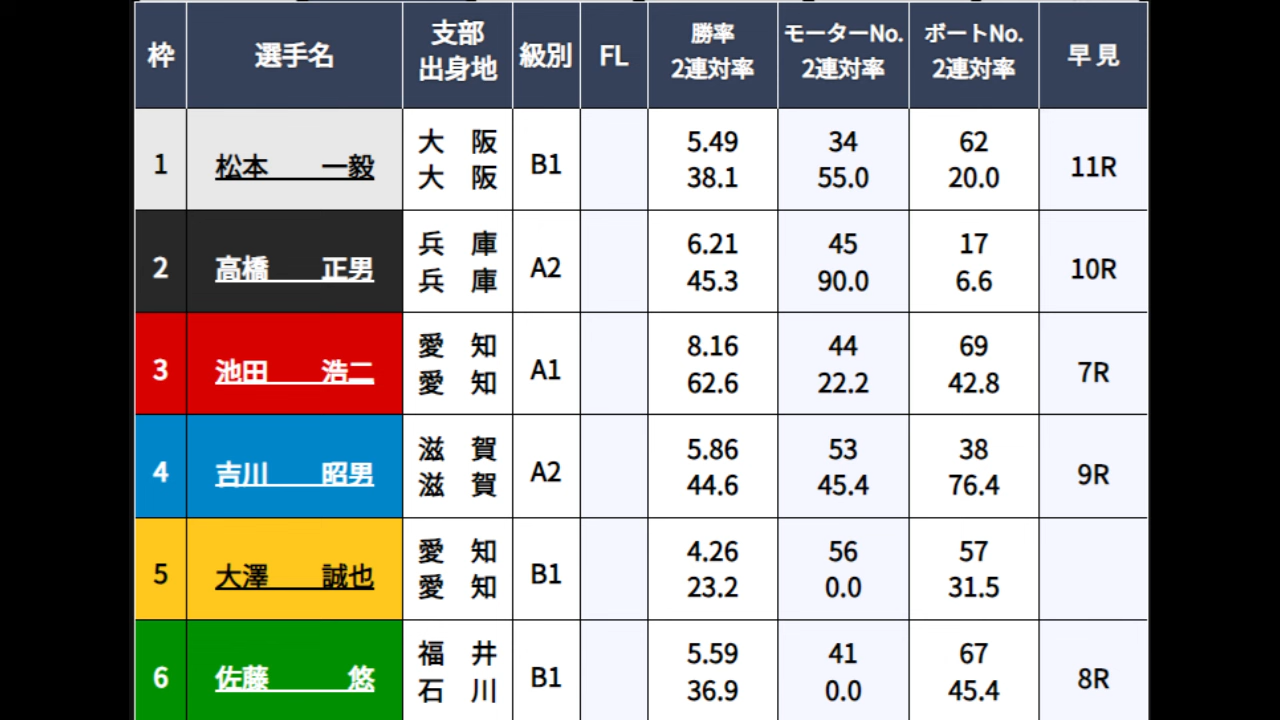 枠 選手名 支部 出身地 級別 FL 勝率 2連対率 モーターNo. 2連対率 ボートNo. 2連対率 早見
1 松本 一毅 大阪 大阪 B1 5.49 38.1 34 55.0 62 20.0 11R
2 高橋 正男 兵庫 兵庫 A2 6.21 45.3 45 90.0 17 6.6 10R
3 池田 浩二 愛知 愛知 A1 8.16 62.6 44 22.2 69 42.8 7R
4 吉川 昭男 滋賀 滋賀 A2 5.86 44.6 53 45.4 38 76.4 9R
5 大澤 誠也 愛知 愛知 B1 4.26 23.2 56 0.0 57 31.5
6 佐藤 悠 福井 石川 B1 5.59 36.9 41 0.0 67 45.4 8R